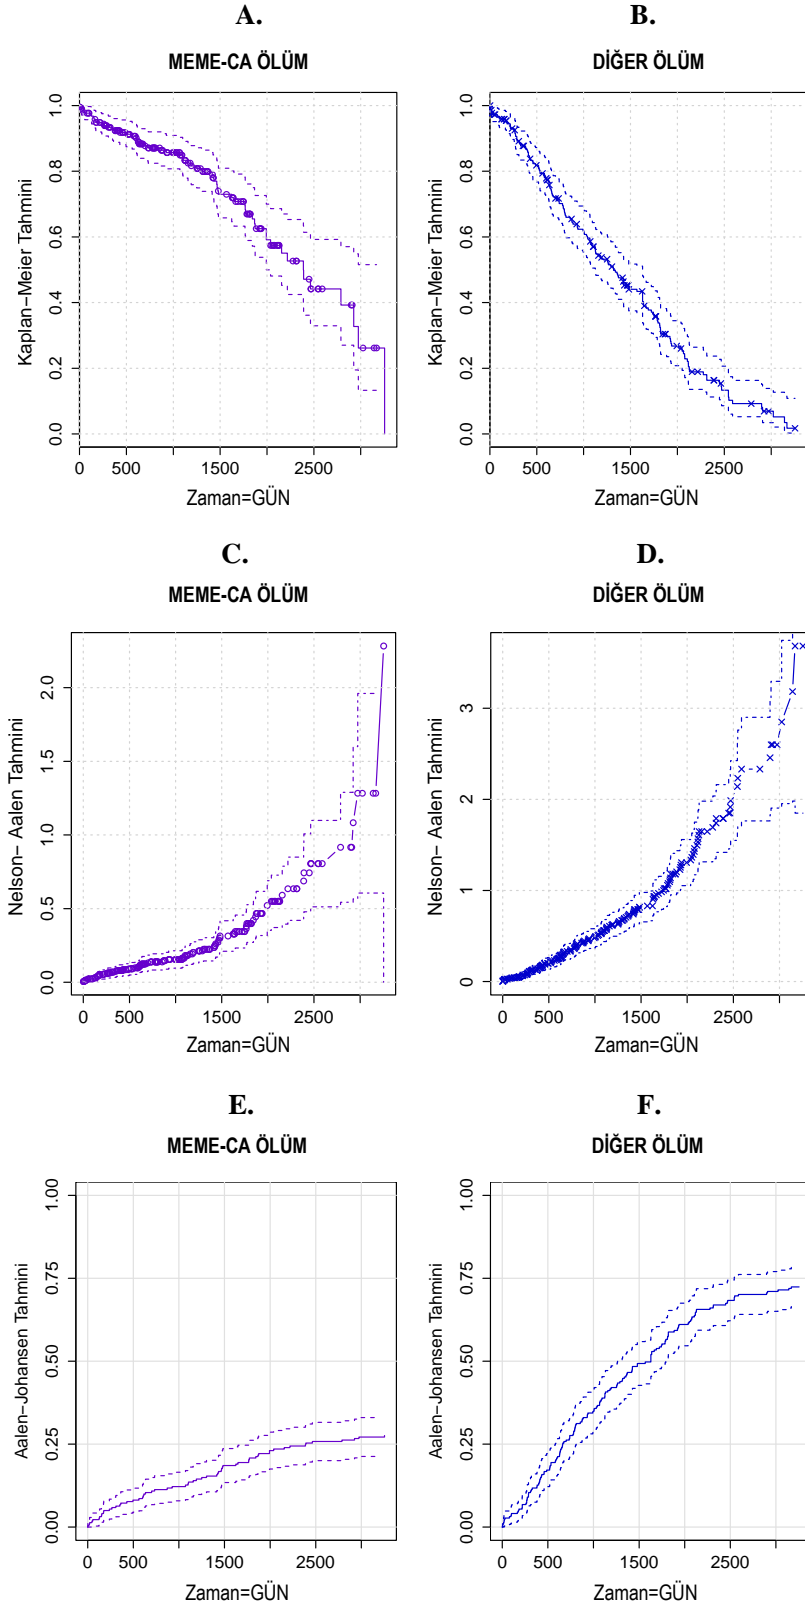 A.
B.
MEME-CA ÖLÜM
DİĞER ÖLÜM
Kaplan−Meier Tahmini
0.0 0.2 0.4 0.6 0.8 1.0
0 500 1500 2500
Zaman=GÜN
Kaplan−Meier Tahmini
0.0 0.2 0.4 0.6 0.8 1.0
0 500 1500 2500
Zaman=GÜN
C.
D.
MEME-CA ÖLÜM
DİĞER ÖLÜM
Nelson− Aalen Tahmini
0.0 0.5 1.0 1.5 2.0
0 500 1500 2500
Zaman=GÜN
Nelson− Aalen Tahmini
0 1 2 3
0 500 1500 2500
Zaman=GÜN
E.
F.
MEME-CA ÖLÜM
DİĞER ÖLÜM
Aalen−Johansen Tahmini
0.00 0.25 0.50 0.75 1.00
0 500 1500 2500
Zaman=GÜN
Aalen−Johansen Tahmini
0.00 0.25 0.50 0.75 1.00
0 500 1500 2500
Zaman=GÜN